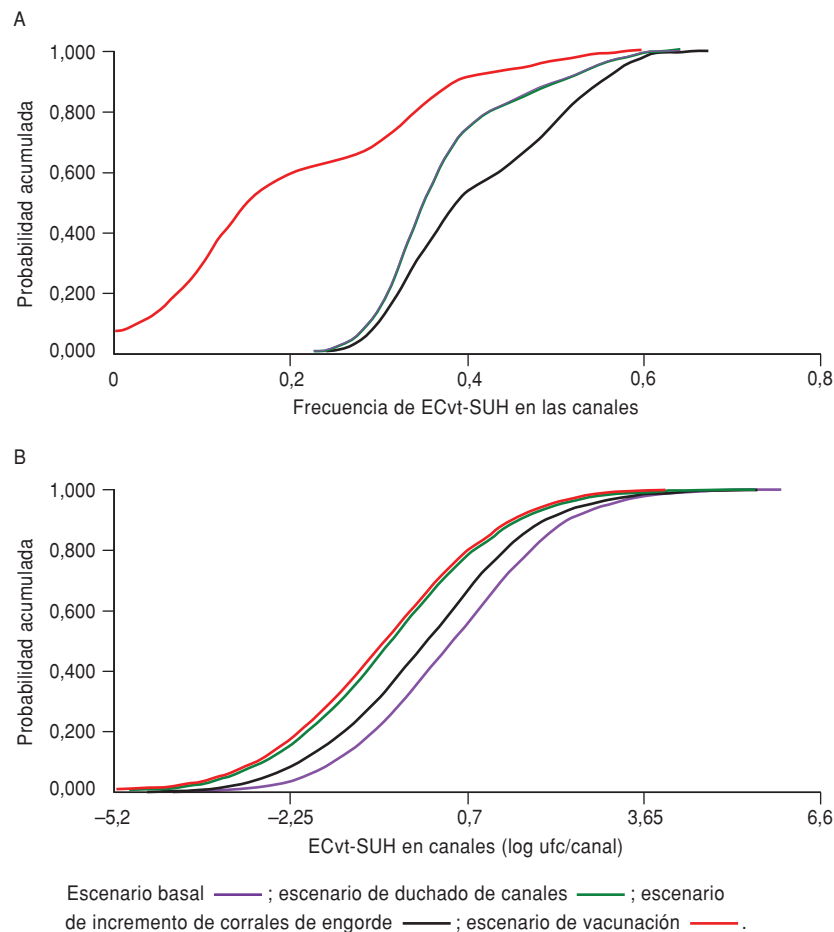 A
Probabilidad acumulada
1,000
0,800
0,600
0,400
0,200
0,000
0
0,2
0,4
0,6
0,8
Frecuencia de ECvt-SUH en las canales
B
Probabilidad acumulada
1,000
0,800
0,600
0,400
0,200
0,000
–5,2
–2,25
0,7
3,65
6,6
ECvt-SUH en canales (log ufc/canal)
Escenario basal ; escenario de duchado de canales ; escenario
de incremento de corrales de engorde ; escenario de vacunación .